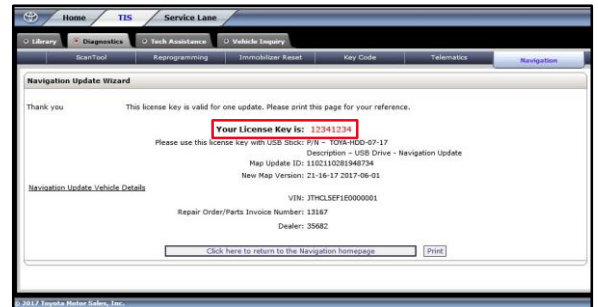 Home TIS Service Lane
Library Diagnostics Tech Assistance Vehicle Inquiry
ScanTool Reprogramming Immobilizer Reset Key Code Telematics Navigation
Navigation Update Wizard
Thank you This license key is valid for one update. Please print this page for your reference.
Your License Key is: 12341234
Please use this license key with USB Stick: P/N - TOYA-HDD-07-17
Description - USB Drive - Navigation Update
Map Update ID: 1102110281948734
New Map Version: 21-16-17 2017-06-01
Navigation Update Vehicle Details
VIN: JTHCL5EF1E0000001
Repair Order/Parts Invoice Number: 13167
Dealer: 35682
Click here to return to the Navigation homepage Print
© 2017 Toyota Motor Sales, Inc.